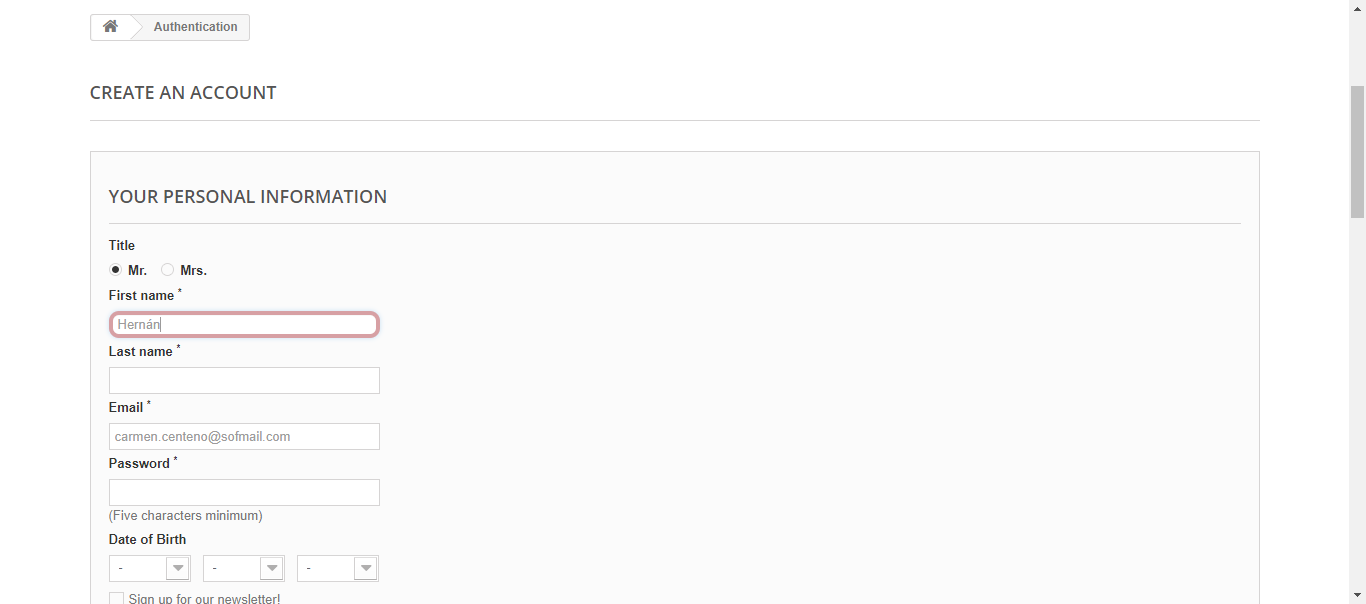 Authentication
CREATE AN ACCOUNT
YOUR PERSONAL INFORMATION
Title
Mr. Mrs.
First name *
Hernán
Last name *
Email *
carmen.centeno@sofmail.com
Password *
(Five characters minimum)
Date of Birth
- - -
Sign up for our newsletter!